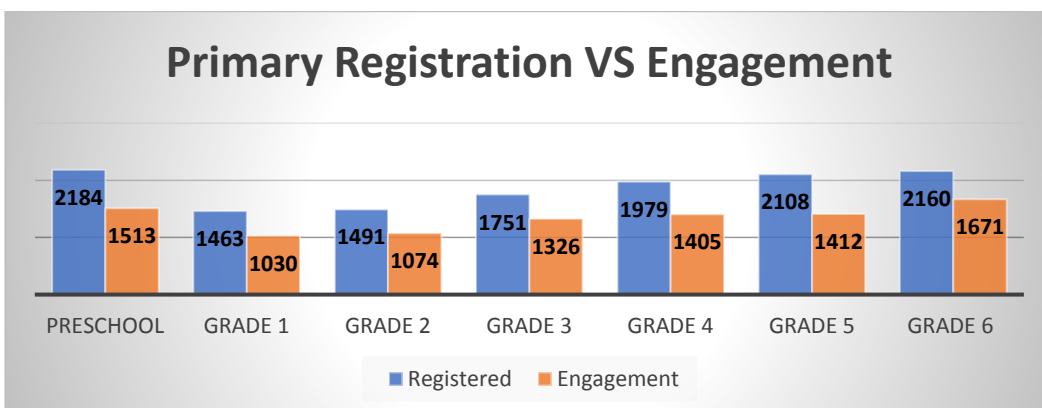 Primary Registration VS Engagement
2184 1463 1491 1751 1979 2108 2160
1513 1030 1074 1326 1405 1412 1671
PRESCHOOL GRADE 1 GRADE 2 GRADE 3 GRADE 4 GRADE 5 GRADE 6
Registered Engagement